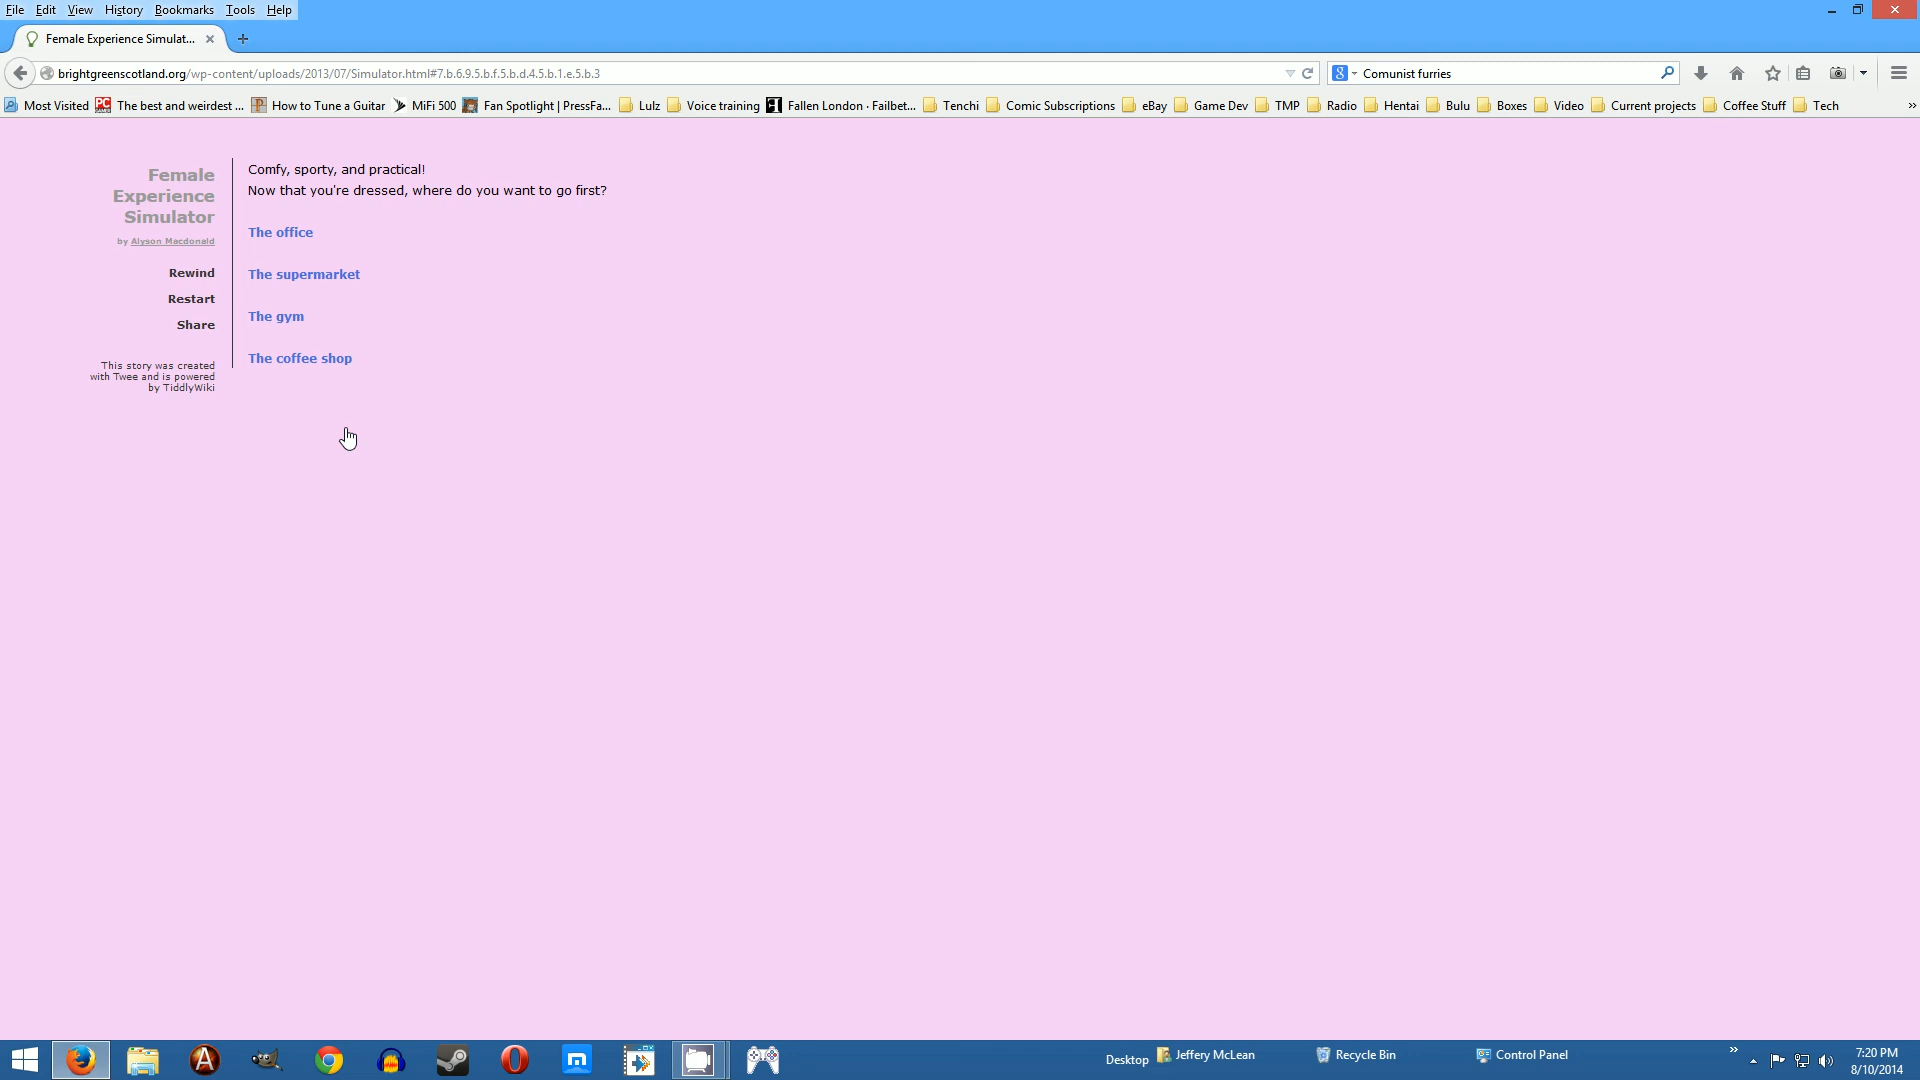 File Edit View History Bookmarks Tools Help
Female Experience Simulat...
brightgreenscotland.org/wp-content/uploads/2013/07/Simulator.html#7.b.6.9.5.b.f.5.b.d.4.5.b.1.e.5.b.3
Comunist furries
Most Visited The best and weirdest ... How to Tune a Guitar MiFi 500 Fan Spotlight | PressFa... Lulz Voice training Fallen London · Failbet... Tenchi Comic Subscriptions eBay Game Dev TMP Radio Hentai Bulu Boxes Video Current projects Coffee Stuff Tech
Female
Experience
Simulator
by Alyson Macdonald
Rewind
Restart
Share
This story was created
with Twee and is powered
by TiddlyWiki
Comfy, sporty, and practical!
Now that you're dressed, where do you want to go first?
The office
The supermarket
The gym
The coffee shop
Desktop Jeffery McLean Recycle Bin Control Panel
7:20 PM
8/10/2014